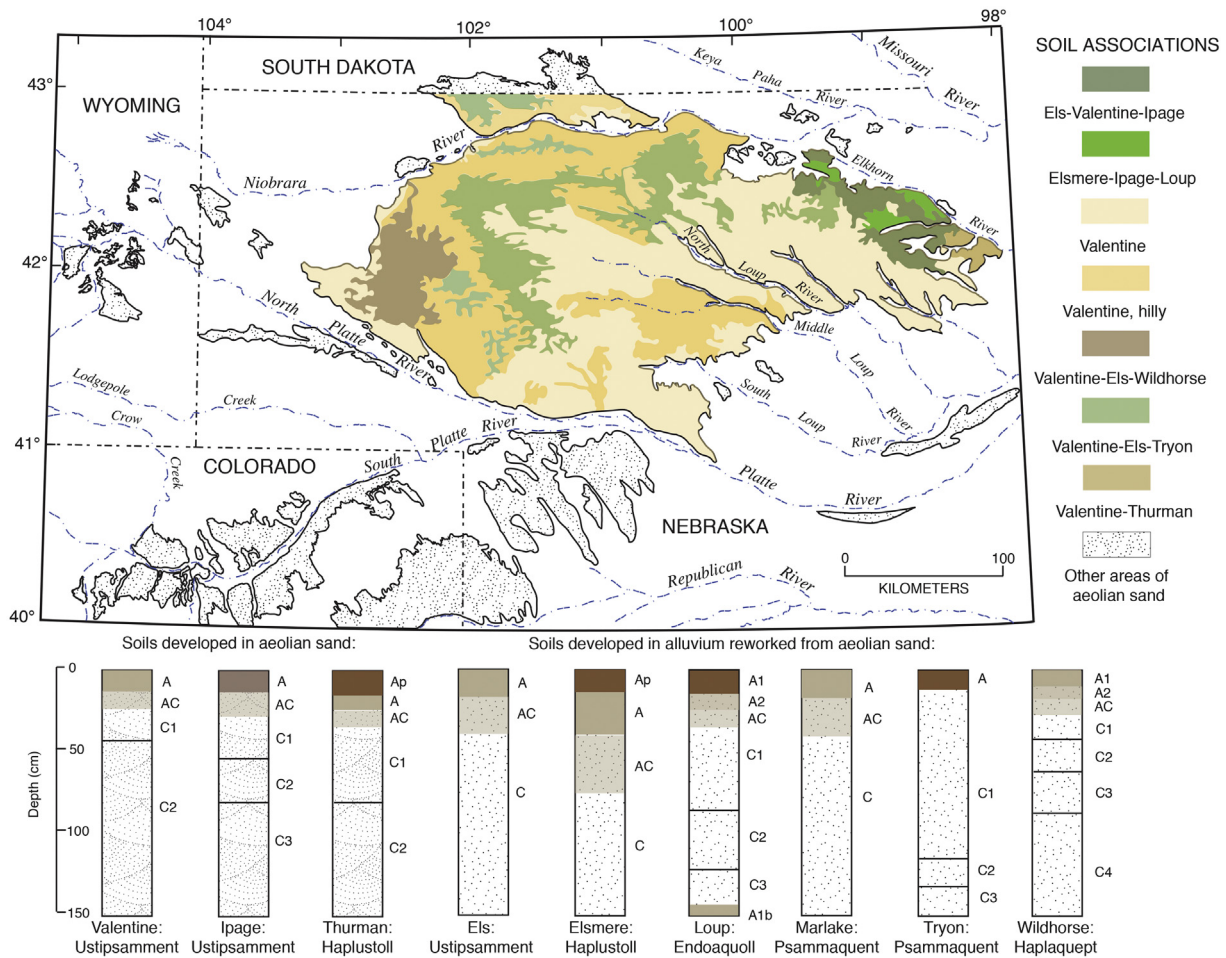 104°
102°
100°
98°
43°
42°
41°
40°
WYOMING
SOUTH DAKOTA
COLORADO
NEBRASKA
Keya
Paha
River
Missouri
River
Elkhorn
River
Niobrara
River
North
Loup
River
Middle
Loup
River
South
Loup
River
North
Platte
River
Lodgepole
Creek
Crow
Creek
South
Platte
River
Platte
River
Republican
River
0
100
KILOMETERS
SOIL ASSOCIATIONS
Els-Valentine-Ipage
Elsmere-Ipage-Loup
Valentine
Valentine, hilly
Valentine-Els-Wildhorse
Valentine-Els-Tryon
Valentine-Thurman
Other areas of
aeolian sand
Soils developed in aeolian sand:
Soils developed in alluvium reworked from aeolian sand:
Depth (cm)
0
50
100
150
A
AC
C1
C2
Valentine:
Ustipsamment
A
AC
C1
C2
C3
Ipage:
Ustipsamment
Ap
A
AC
C1
C2
Thurman:
Haplustoll
A
AC
C
Els:
Ustipsamment
Ap
A
AC
C
Elsmere:
Haplustoll
A1
A2
AC
C1
C2
C3
A1b
Loup:
Endoaquoll
A
AC
C
Marlake:
Psammaquent
A
C1
C2
C3
Tryon:
Psammaquent
A1
A2
AC
C1
C2
C3
C4
Wildhorse:
Haplaquept